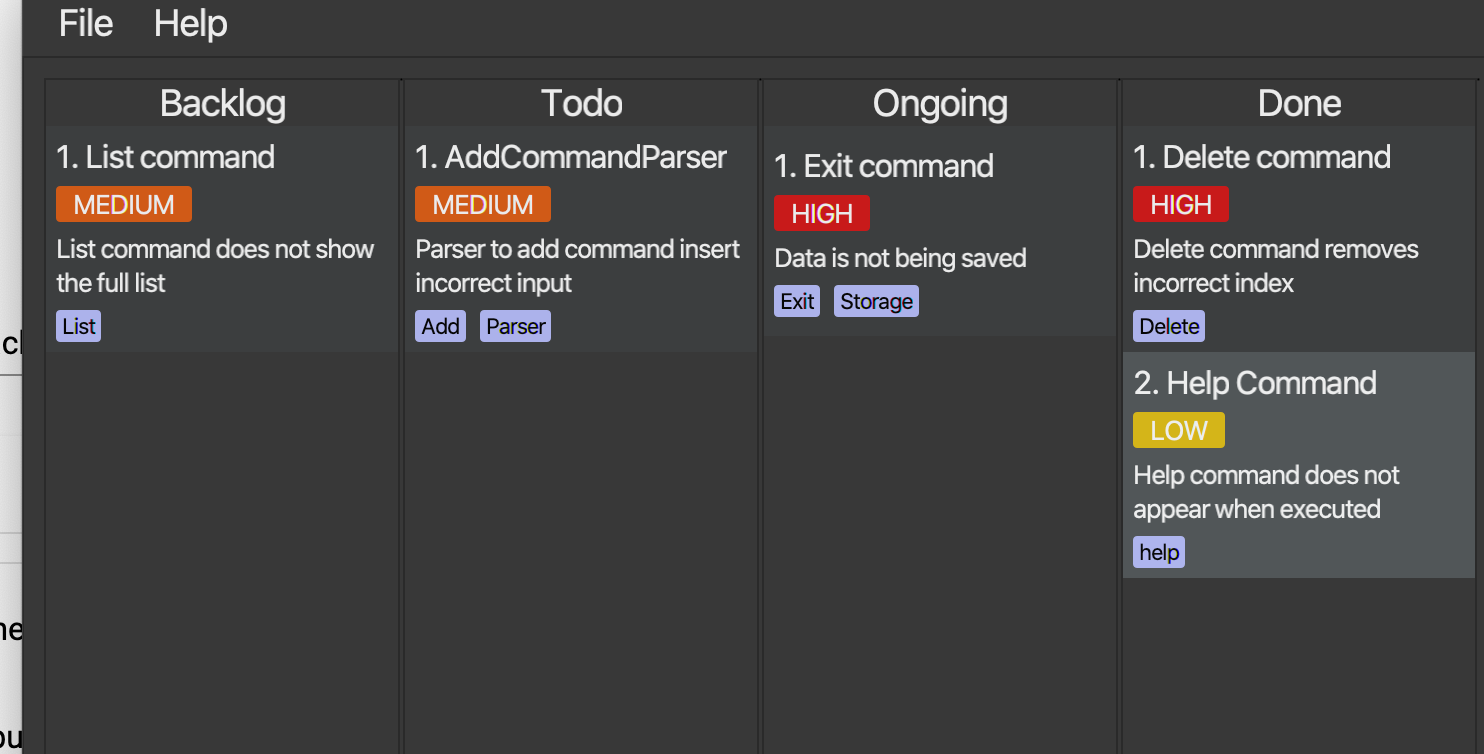 File Help
Backlog
1. List command
MEDIUM
List command does not show
the full list
List
Todo
1. AddCommandParser
MEDIUM
Parser to add command insert
incorrect input
Add Parser
Ongoing
1. Exit command
HIGH
Data is not being saved
Exit Storage
Done
1. Delete command
HIGH
Delete command removes
incorrect index
Delete
2. Help Command
LOW
Help command does not
appear when executed
help